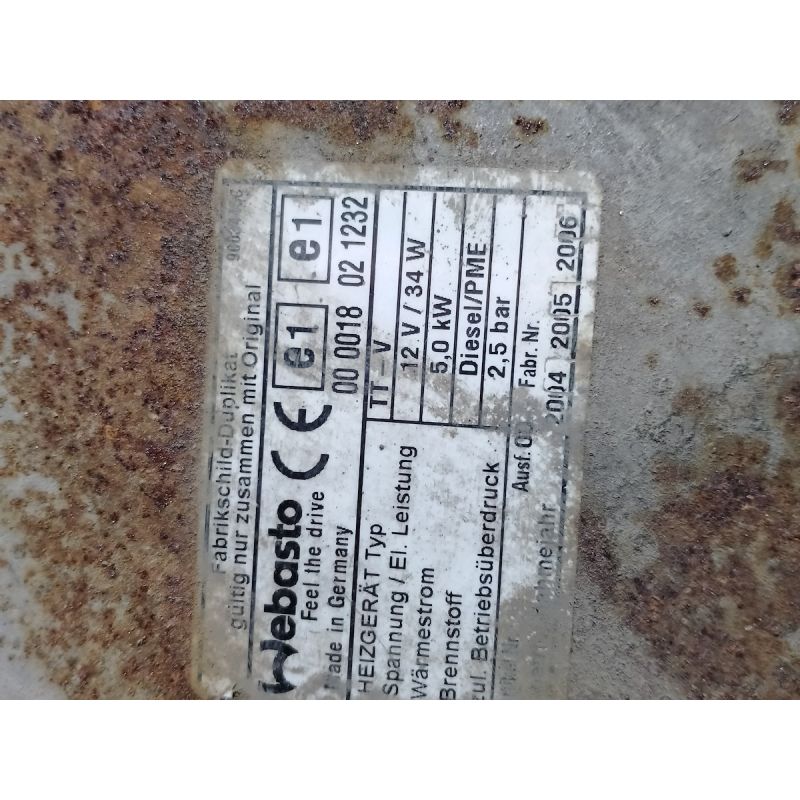 Fabrikschild-Duplikat
gültig nur zusammen mit Original
Webasto CE e1 e1
Feel the drive
Made in Germany 00 0018 02 1232
HEIZGERÄT Typ TT-V
Spannung / El. Leistung 12 V / 34 W
Wärmestrom 5,0 kW
Brennstoff Diesel/PME
zul. Betriebsüberdruck 2,5 bar
Ausf. Fabr. Nr.
2004 2005 2006